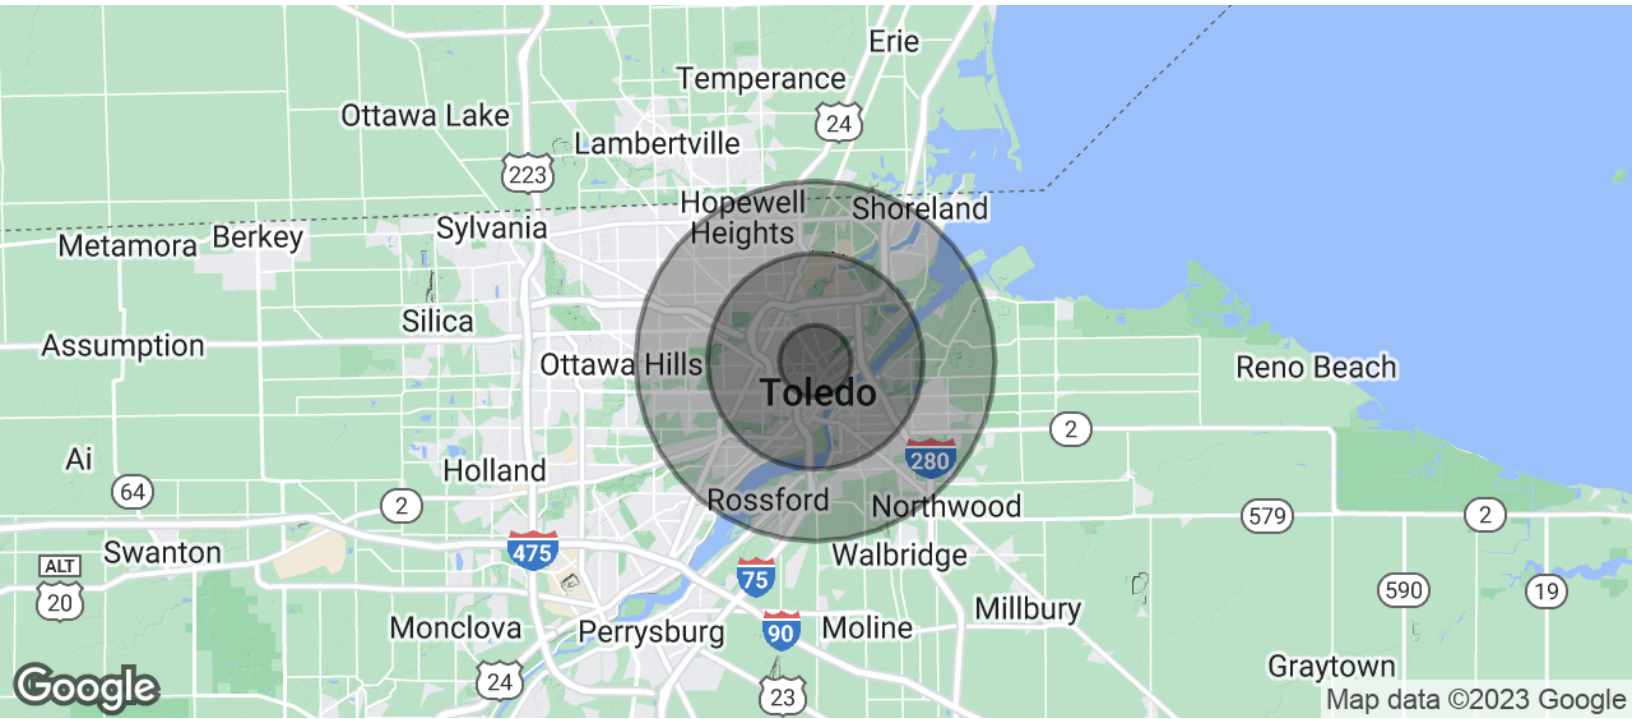 Erie
Temperance
Ottawa Lake
24
Lambertville
223
Hopewell
Heights
Shoreland
Sylvania
Metamora
Berkey
Silica
Assumption
Ottawa Hills
Reno Beach
Toledo
2
Ai
280
Holland
64
2
Rossford
Northwood
579
2
Swanton
475
Walbridge
ALT
20
75
590
19
Millbury
Monclova
Perrysburg
90
Moline
Graytown
24
23
Google
Map data ©2023 Google